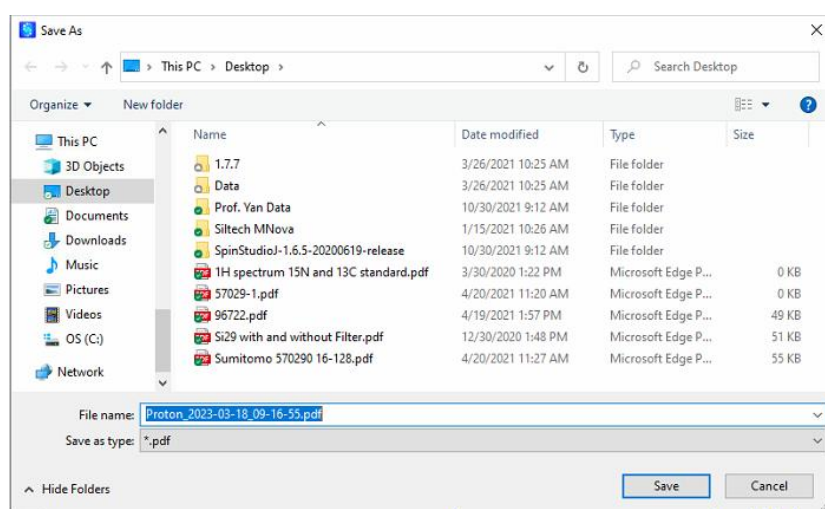 Save As
This PC > Desktop >
Search Desktop
Organize
New folder
This PC
3D Objects
Desktop
Documents
Downloads
Music
Pictures
Videos
OS (C:)
Network
Name Date modified Type Size
1.7.7 3/26/2021 10:25 AM File folder
Data 3/26/2021 10:25 AM File folder
Prof. Yan Data 10/30/2021 9:12 AM File folder
Siltech MNova 1/15/2021 10:26 AM File folder
SpinStudioJ-1.6.5-20200619-release 10/30/2021 9:12 AM File folder
1H spectrum 15N and 13C standard.pdf 3/30/2020 1:22 PM Microsoft Edge P... 0 KB
57029-1.pdf 4/20/2021 11:20 AM Microsoft Edge P... 0 KB
96722.pdf 4/19/2021 1:57 PM Microsoft Edge P... 49 KB
Si29 with and without Filter.pdf 12/30/2020 1:48 PM Microsoft Edge P... 51 KB
Sumitomo 570290 16-128.pdf 4/20/2021 11:27 AM Microsoft Edge P... 55 KB
File name: Proton_2023-03-18_09-16-55.pdf
Save as type: *.pdf
Hide Folders
Save
Cancel